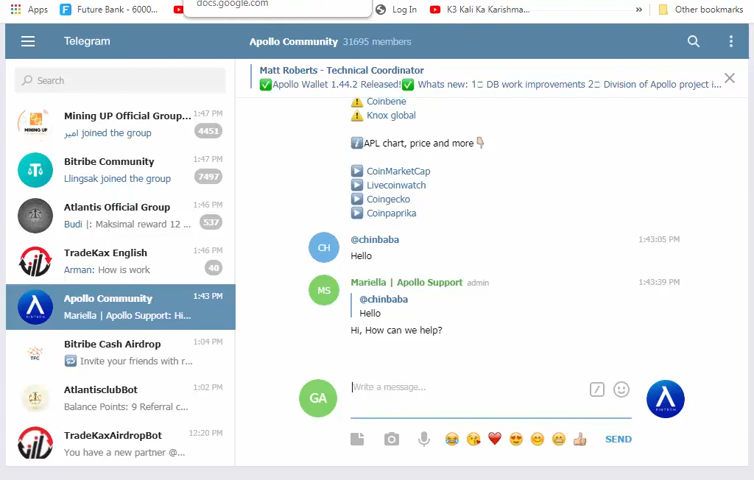 docs.google.com
Apps
Future Bank - 6000...
Log In
K3 Kali Ka Karishma...
»
Other bookmarks
Telegram
Apollo Community 31695 members
Search
Matt Roberts - Technical Coordinator
✅Apollo Wallet 1.44.2 Released!✅ Whats new: 1 DB work improvements 2 Division of Apollo project i...
Mining UP Official Group... 1:47 PM
امیر joined the group 4451
MINING UP
Bitribe Community 1:47 PM
Llingsak joined the group 7497
Atlantis Official Group 1:46 PM
Budi |: Maksimal reward 12 ... 537
TradeKax English 1:46 PM
Arman: How is work 40
Apollo Community 1:43 PM
Mariella | Apollo Support: Hi...
FINTECH
Bitribe Cash Airdrop 1:04 PM
Invite your friends with r...
TFC
AtlantisclubBot 1:02 PM
Balance Points: 9 Referral c...
TradeKaxAirdropBot 12:20 PM
You have a new partner @...
⚠ Coinbene
⚠ Knox global
ℹAPL chart, price and more👇
▶ CoinMarketCap
▶ Livecoinwatch
▶ Coingecko
▶ Coinpaprika
CH
@chinbaba 1:43:05 PM
Hello
MS
Mariella | Apollo Support admin 1:43:39 PM
@chinbaba
Hello
Hi, How can we help?
GA
Write a message...
FINTECH
😂 😘 ❤ 😍 😊 😁 👍 SEND